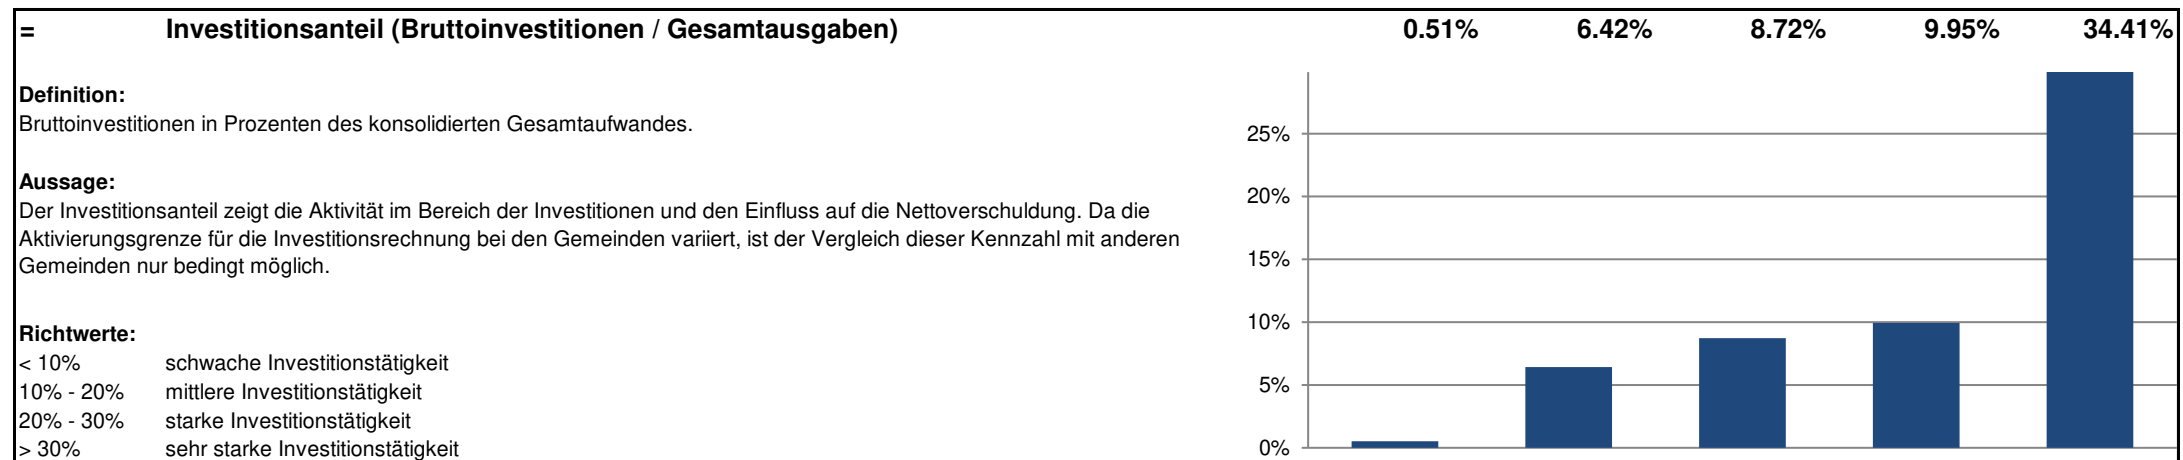 = Investitionsanteil (Bruttoinvestitionen / Gesamtausgaben) 0.51% 6.42% 8.72% 9.95% 34.41%
Definition:
Bruttoinvestitionen in Prozenten des konsolidierten Gesamtaufwandes.
Aussage:
Der Investitionsanteil zeigt die Aktivität im Bereich der Investitionen und den Einfluss auf die Nettoverschuldung. Da die
Aktivierungsgrenze für die Investitionsrechnung bei den Gemeinden variiert, ist der Vergleich dieser Kennzahl mit anderen
Gemeinden nur bedingt möglich.
Richtwerte:
< 10% schwache Investitionstätigkeit
10% - 20% mittlere Investitionstätigkeit
20% - 30% starke Investitionstätigkeit
> 30% sehr starke Investitionstätigkeit
25%
20%
15%
10%
5%
0%